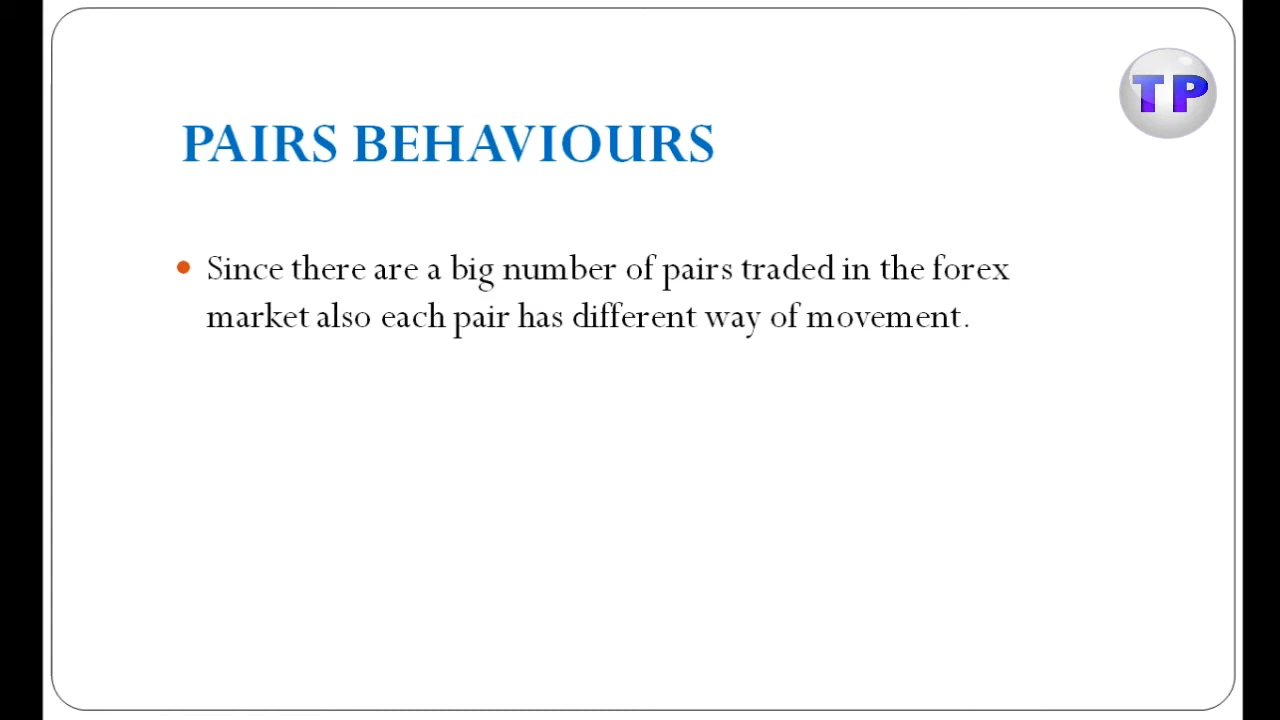 TP
PAIRS BEHAVIOURS
Since there are a big number of pairs traded in the forex
market also each pair has different way of movement.